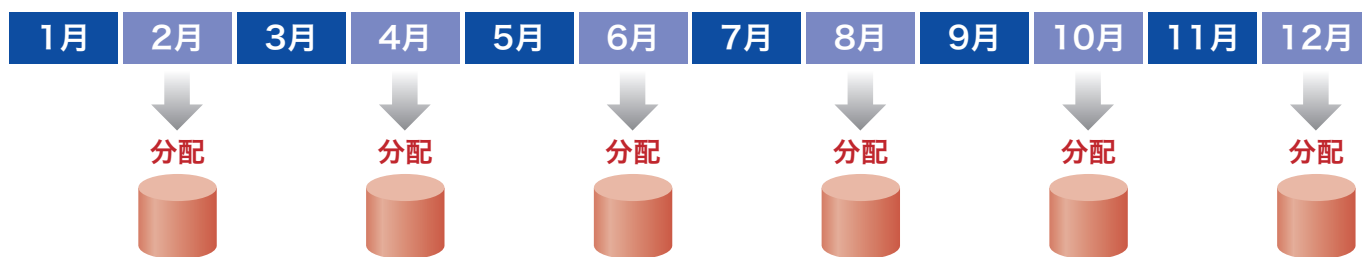 1月 2月 3月 4月 5月 6月 7月 8月 9月 10月 11月 12月
分配 分配 分配 分配 分配 分配